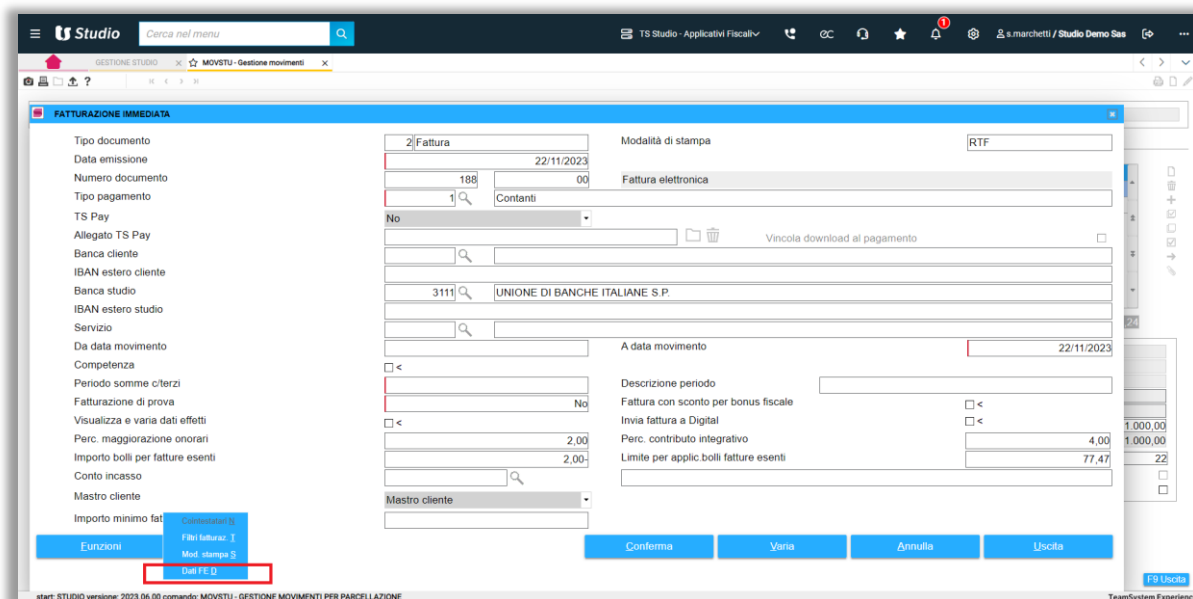 Studio Cerca nel menu TS Studio - Applicativi Fiscali 1 s.marchetti / Studio Demo Sas
GESTIONE STUDIO x MOVSTU - Gestione movimenti x
FATTURAZIONE IMMEDIATA
Tipo documento 2 Fattura Modalità di stampa RTF
Data emissione 22/11/2023
Numero documento 188 00 Fattura elettronica
Tipo pagamento 1 Contanti
TS Pay No
Allegato TS Pay Vincola download al pagamento
Banca cliente
IBAN estero cliente
Banca studio 3111 UNIONE DI BANCHE ITALIANE S.P.
IBAN estero studio
Servizio
Da data movimento A data movimento 22/11/2023
Competenza <
Periodo somme c/terzi Descrizione periodo
Fatturazione di prova No Fattura con sconto per bonus fiscale <
Visualizza e varia dati effetti < Invia fattura a Digital <
Perc. maggiorazione onorari 2,00 Perc. contributo integrativo 4,00
Importo bolli per fatture esenti 2,00- Limite per applic.bolli fatture esenti 77,47
Conto incasso
Mastro cliente Mastro cliente
Importo minimo fat
Cointestatari N
Filtri fatturaz. T
Mod. stampa S
Dati FE D
Funzioni Conferma Varia Annulla Uscita
24
1.000,00
1.000,00
22
F9 Uscita
start: STUDIO versione: 2023.06.00 comando: MOVSTU - GESTIONE MOVIMENTI PER PARCELLAZIONE TeamSystem Experienc